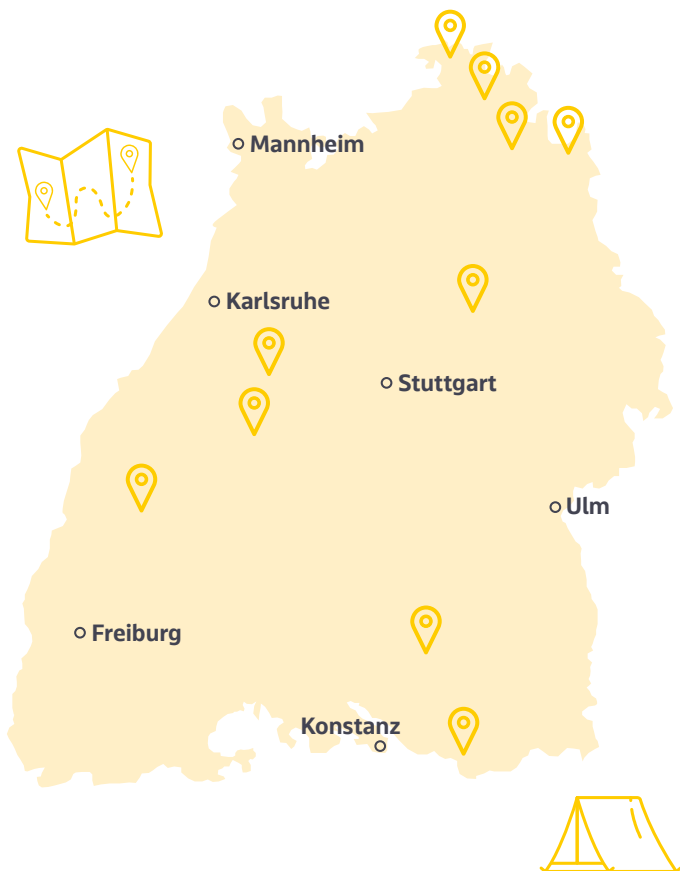 Mannheim
Karlsruhe
Stuttgart
Ulm
Freiburg
Konstanz